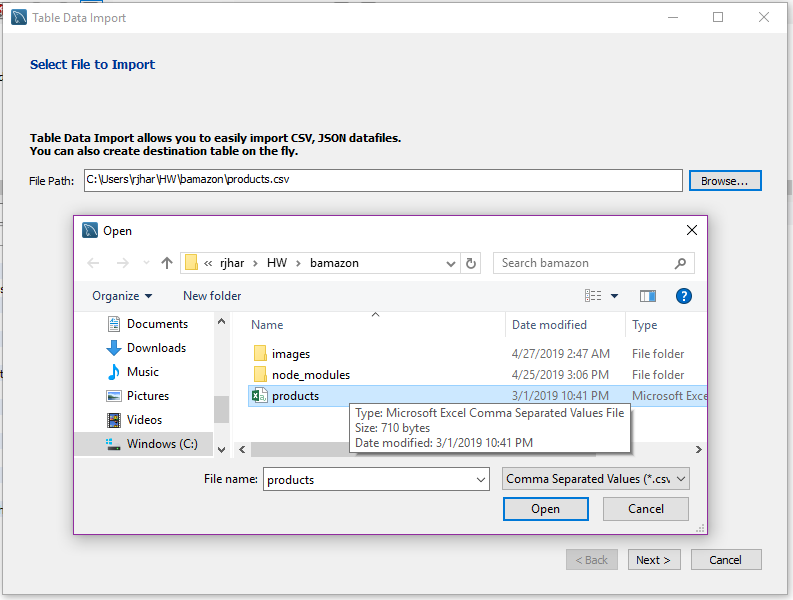 Table Data Import
Select File to Import
Table Data Import allows you to easily import CSV, JSON datafiles.
You can also create destination table on the fly.
File Path: C:\Users\rjhar\HW\bamazon\products.csv Browse...
Open
« rjhar > HW > bamazon Search bamazon
Organize New folder ?
Documents
Downloads
Music
Pictures
Videos
Windows (C:)
Name Date modified Type
images 4/27/2019 2:47 AM File folder
node_modules 4/25/2019 3:06 PM File folder
products 3/1/2019 10:41 PM Microsoft Exce
Type: Microsoft Excel Comma Separated Values File
Size: 710 bytes
Date modified: 3/1/2019 10:41 PM
File name: products Comma Separated Values (*.csv
Open Cancel
< Back Next > Cancel